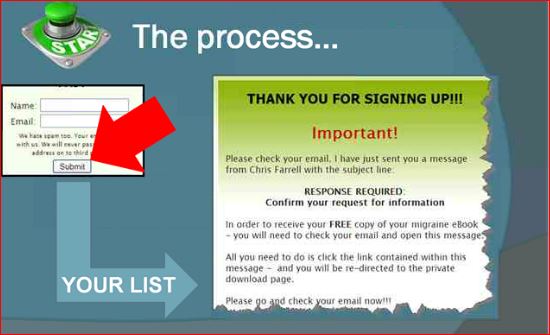 START
The process...
Name:
Email:
We hate spam too. Your em
with us. We will never pas
address on to third
Submit
YOUR LIST
THANK YOU FOR SIGNING UP!!!
Important!
Please check your email, I have just sent you a message
from Chris Farrell with the subject line:
RESPONSE REQUIRED:
Confirm your request for information
In order to receive your FREE copy of your migraine eBook
- you will need to check your email and open this message
All you need to do is click the link contained within this
message - and you will be re-directed to the private
download page.
Please go and check your email now!!!